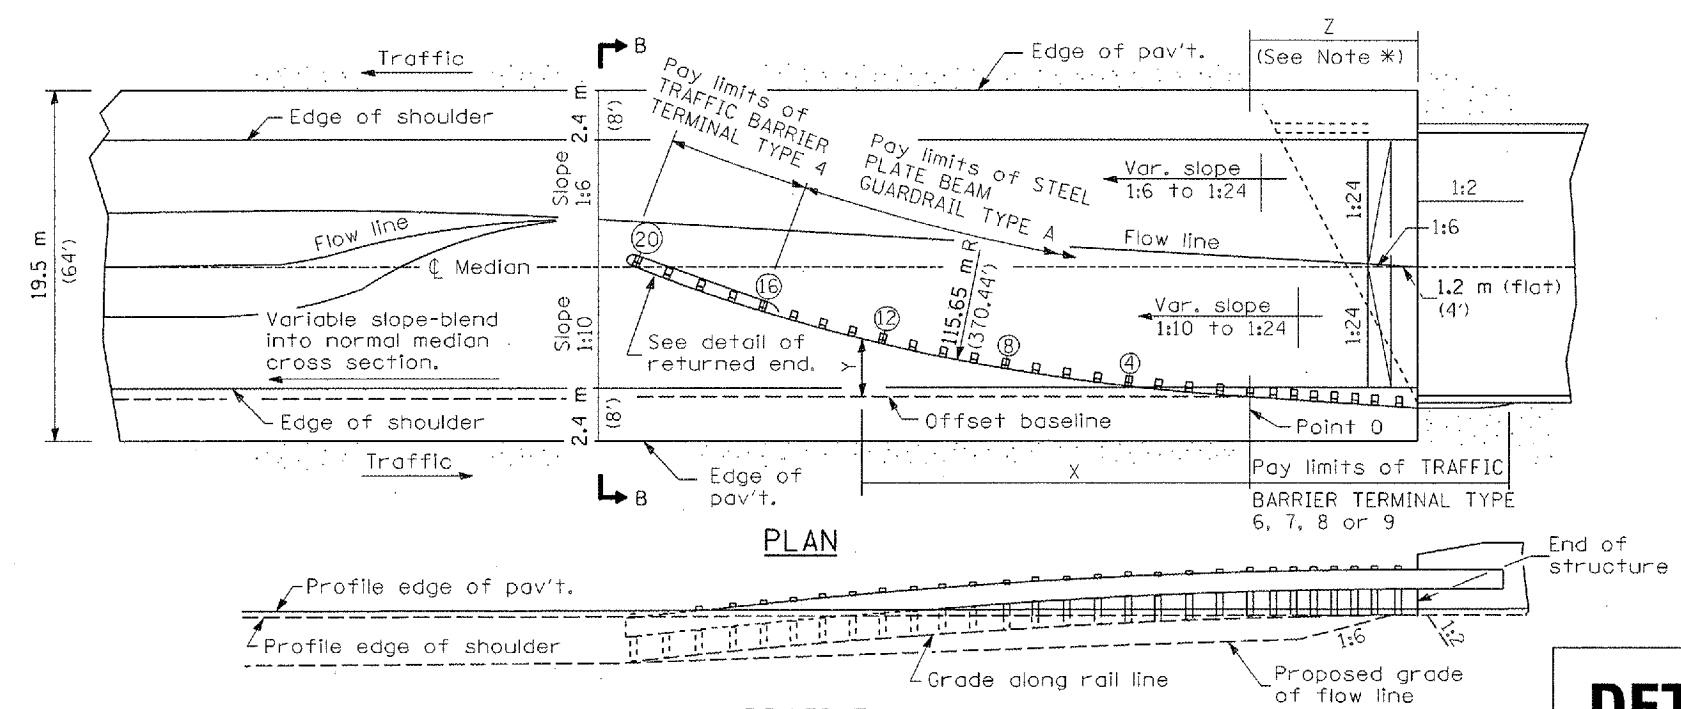 Z
(See Note *)
B
Edge of pav't.
Traffic
Pay limits of
TRAFFIC BARRIER
TERMINAL TYPE 4
2.4 m
(8')
Edge of shoulder
Pay limits of STEEL
PLATE BEAM
GUARDRAIL TYPE A
Slope
1:6
Var. slope
1:6 to 1:24
1:24
1:2
1:6
Flow line
Flow line
19.5 m
(64')
℄ Median
20
16
12
8
4
115.65 m R
(370.44')
1.2 m (flat)
(4')
Var. slope
1:10 to 1:24
1:24
Variable slope-blend
into normal median
cross section.
Slope
1:10
See detail of
returned end.
Y
Edge of shoulder
2.4 m
(8')
Offset baseline
Point O
Traffic
B
Edge of
pav't.
X
Pay limits of TRAFFIC
BARRIER TERMINAL TYPE
6, 7, 8 or 9
PLAN
End of
structure
Profile edge of pav't.
Profile edge of shoulder
1:6
1:2
Grade along rail line
Proposed grade
of flow line